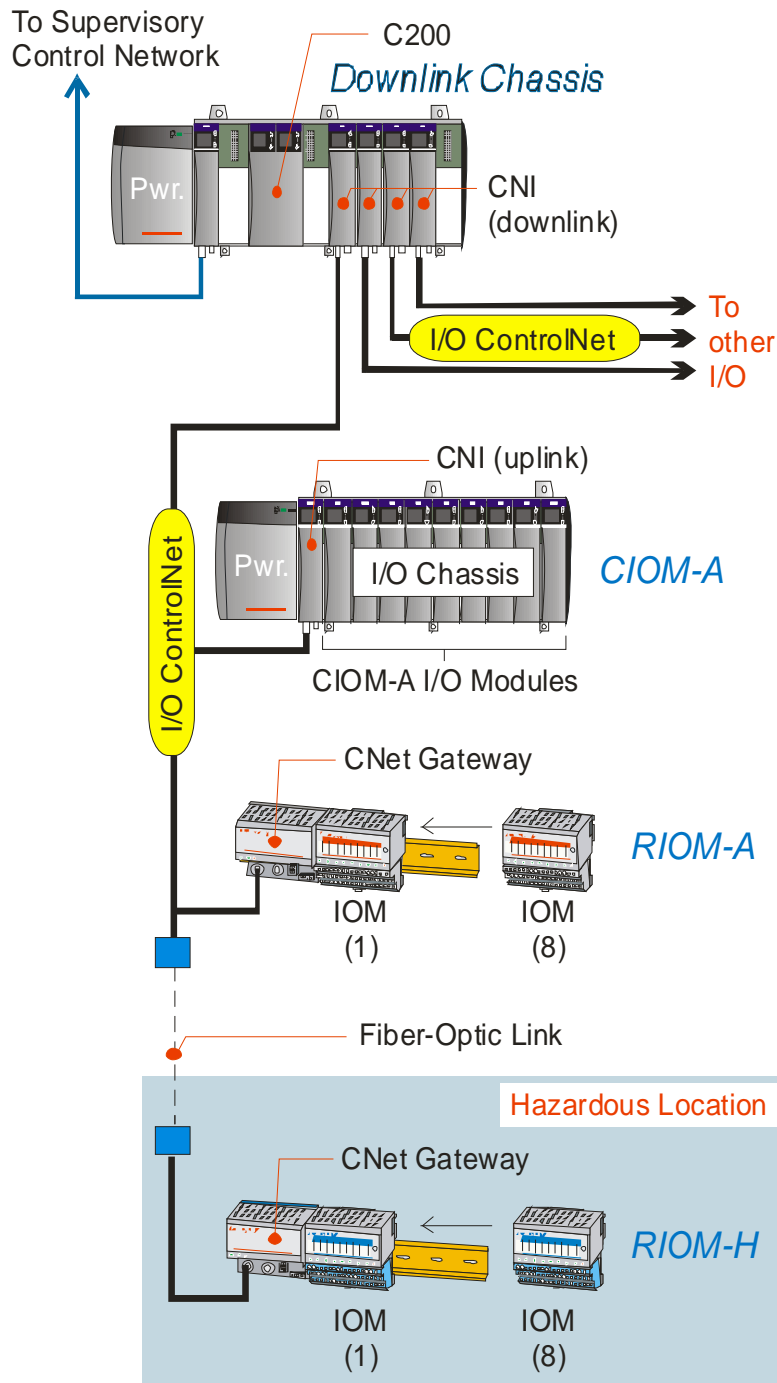 To Supervisory
Control Network
C200
Downlink Chassis
Pwr.
CNI
(downlink)
To
other
I/O
I/O ControlNet
CNI (uplink)
I/O ControlNet
Pwr.
I/O Chassis
CIOM-A
CIOM-A I/O Modules
CNet Gateway
RIOM-A
IOM
(1)
IOM
(8)
Fiber-Optic Link
Hazardous Location
CNet Gateway
RIOM-H
IOM
(1)
IOM
(8)